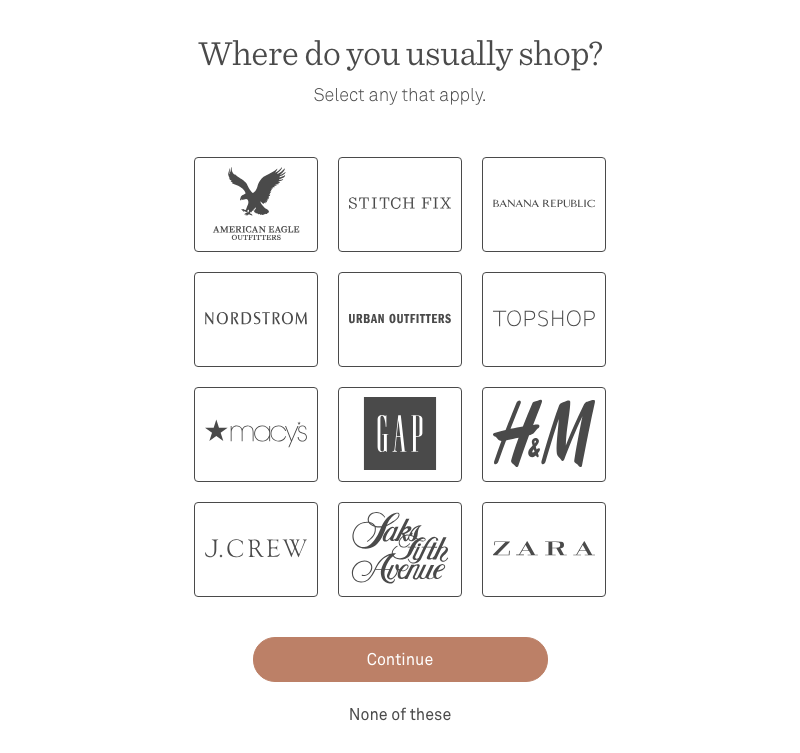 Where do you usually shop?
Select any that apply.
AMERICAN EAGLE
OUTFITTERS
STITCH FIX
BANANA REPUBLIC
NORDSTROM
URBAN OUTFITTERS
TOPSHOP
macy's
GAP
H&M
J.CREW
Saks
Fifth
Avenue
ZARA
Continue
None of these